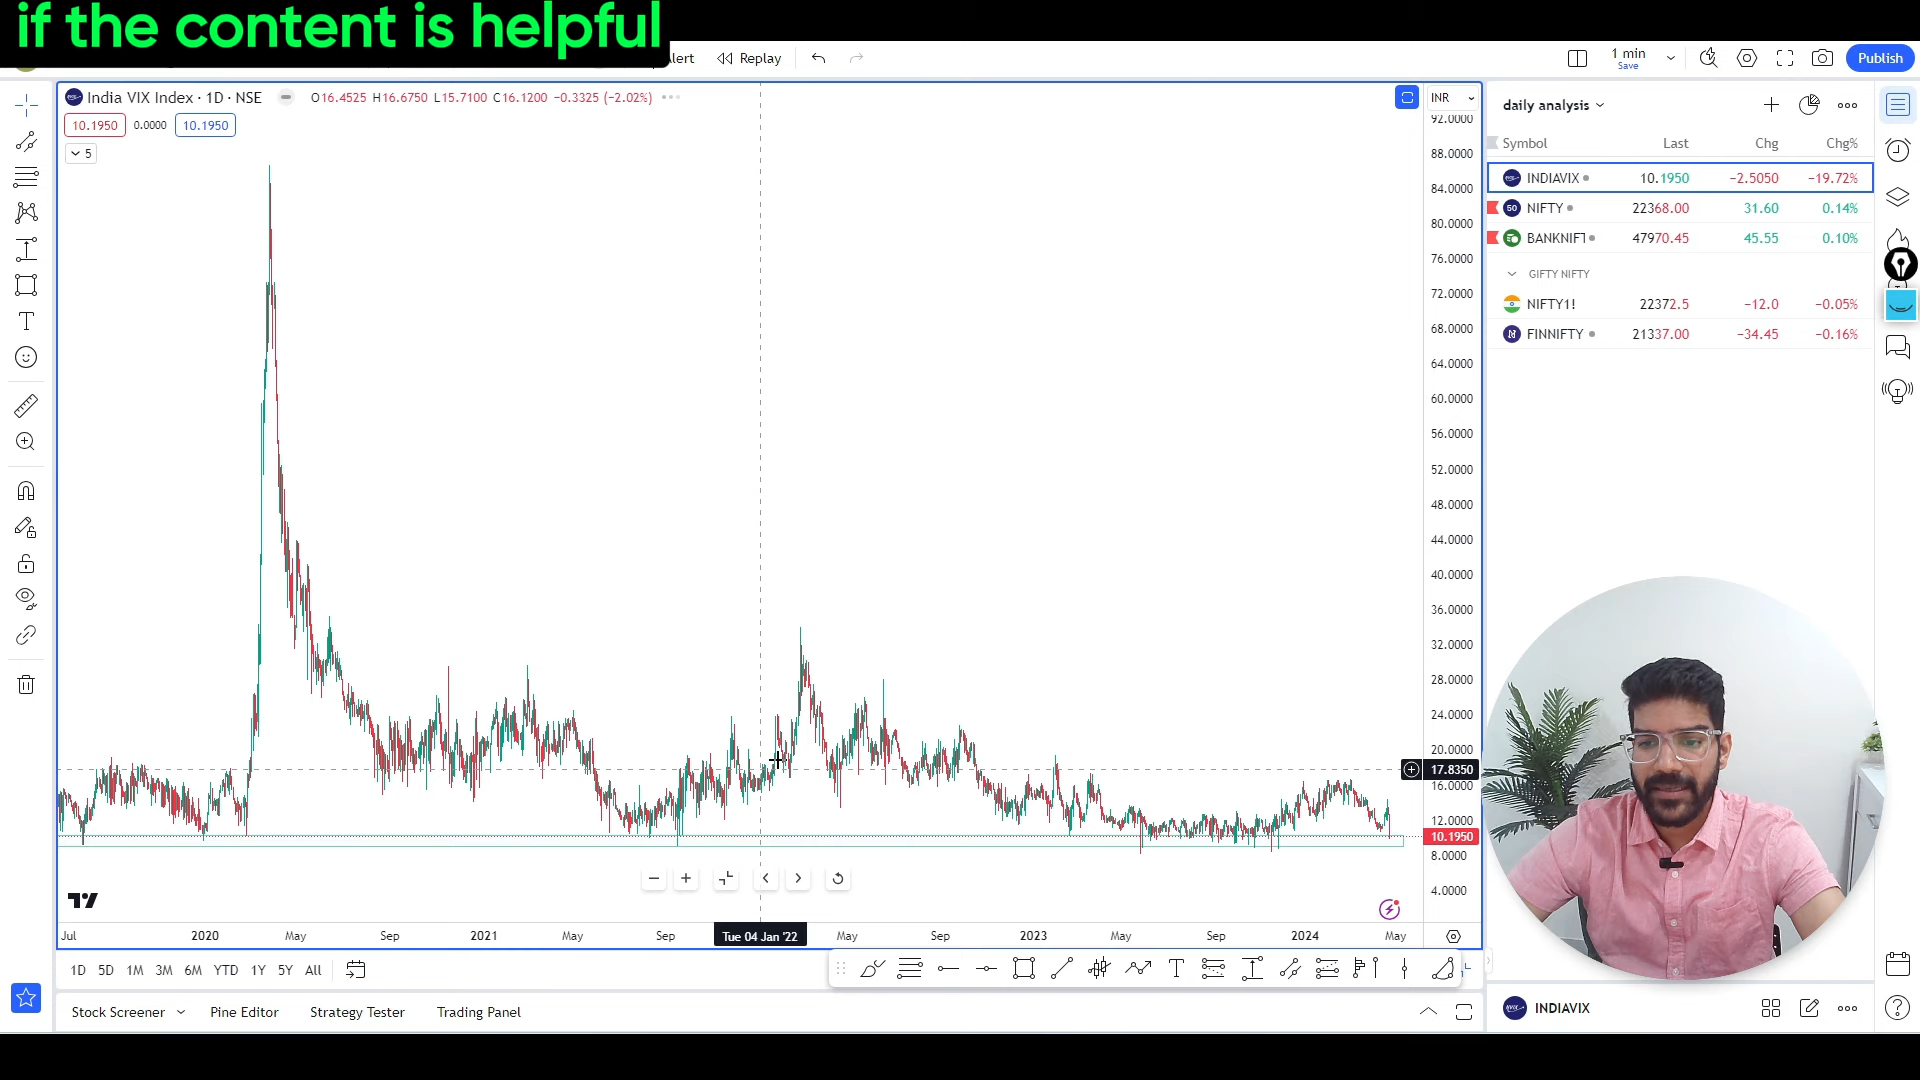 if the content is helpful
Alert
Replay
1 min
Save
Publish
India VIX Index · 1D · NSE
O16.4525 H16.6750 L15.7100 C16.1200 −0.3325 (−2.02%)
INR
10.1950 0.0000 10.1950
5
92.0000
88.0000
84.0000
80.0000
76.0000
72.0000
68.0000
64.0000
60.0000
56.0000
52.0000
48.0000
44.0000
40.0000
36.0000
32.0000
28.0000
24.0000
20.0000
17.8350
16.0000
12.0000
10.1950
8.0000
4.0000
Jul 2020 May Sep 2021 May Sep Tue 04 Jan '22 May Sep 2023 May Sep 2024 May
1D 5D 1M 3M 6M YTD 1Y 5Y All
Stock Screener Pine Editor Strategy Tester Trading Panel
daily analysis
Symbol Last Chg Chg%
INDIAVIX 10.1950 −2.5050 −19.72%
50 NIFTY 22368.00 31.60 0.14%
BANKNIFT 47970.45 45.55 0.10%
GIFTY NIFTY
NIFTY1! 22372.5 −12.0 −0.05%
FINNIFTY 21337.00 −34.45 −0.16%
INDIAVIX